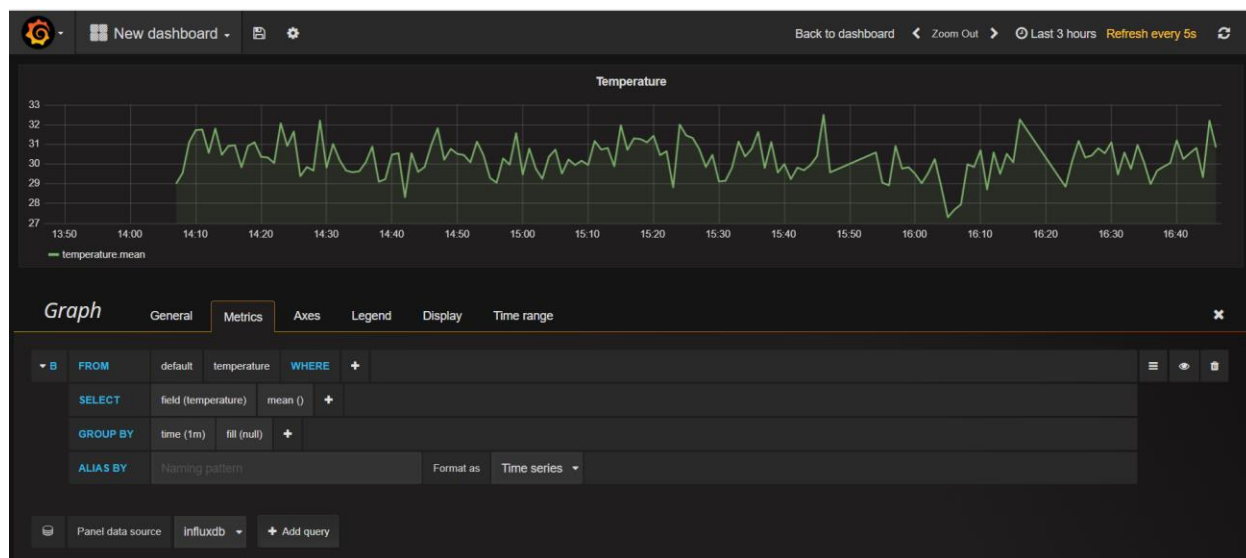 New dashboard
Back to dashboard Zoom Out Last 3 hours Refresh every 5s
Temperature
33
32
31
30
29
28
27
13:50 14:00 14:10 14:20 14:30 14:40 14:50 15:00 15:10 15:20 15:30 15:40 15:50 16:00 16:10 16:20 16:30 16:40
temperature.mean
Graph General Metrics Axes Legend Display Time range
B FROM default temperature WHERE +
SELECT field (temperature) mean () +
GROUP BY time (1m) fill (null) +
ALIAS BY Naming pattern Format as Time series
Panel data source influxdb + Add query